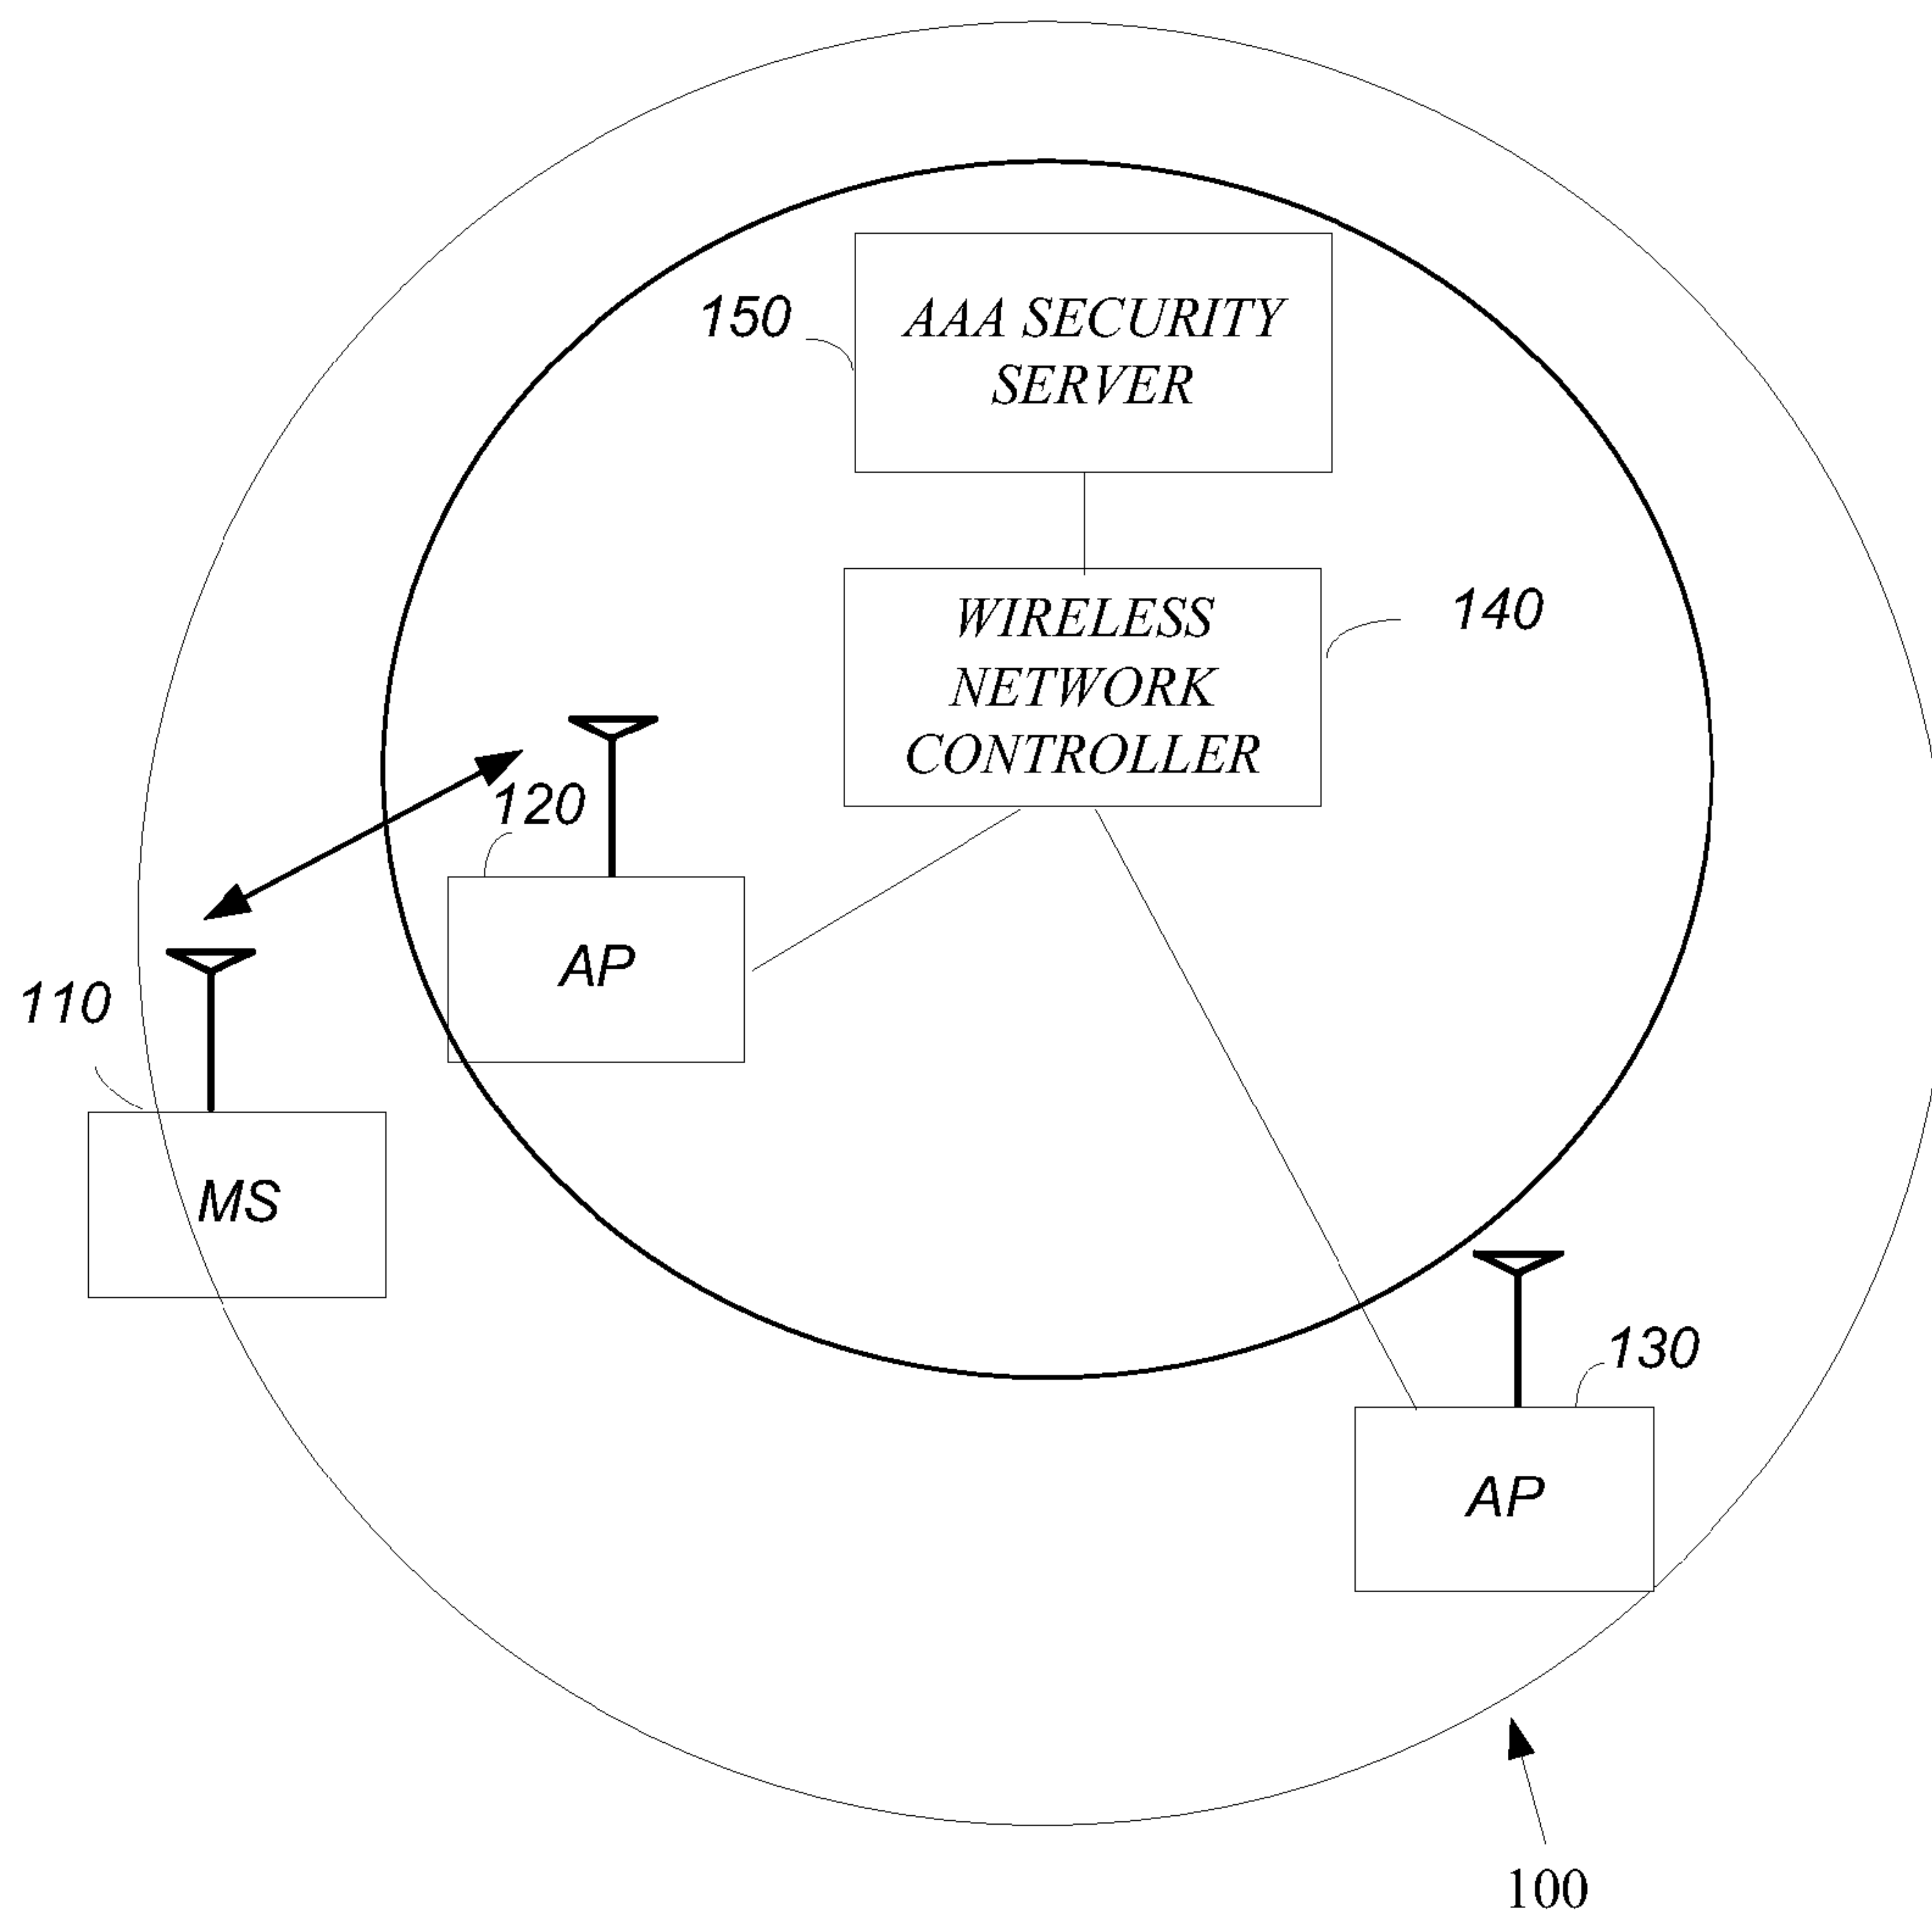 150
AAA SECURITY
SERVER
WIRELESS
NETWORK
CONTROLLER
140
120
AP
110
MS
130
AP
100